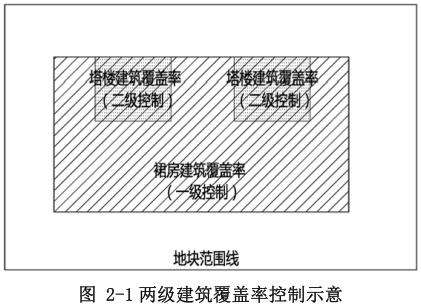 塔楼建筑覆盖率
（二级控制）
塔楼建筑覆盖率
（二级控制）
裙房建筑覆盖率
（一级控制）
地块范围线
图 2-1 两级建筑覆盖率控制示意